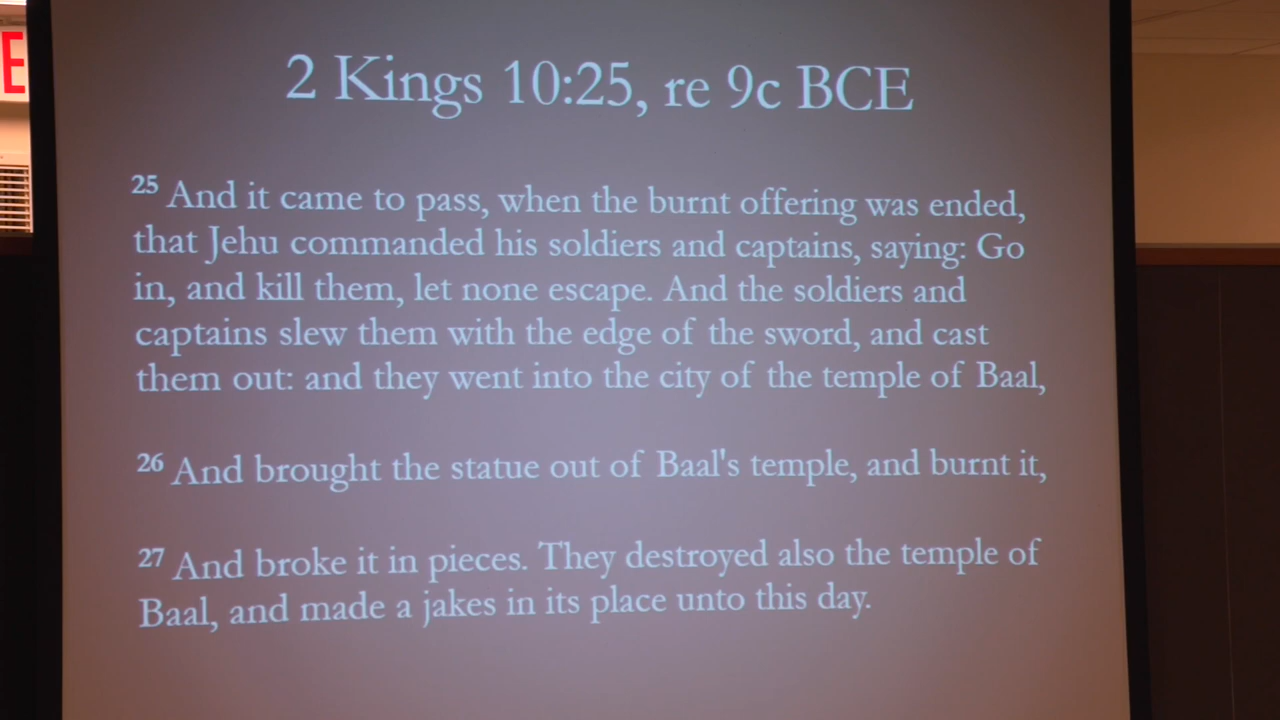 E
2 Kings 10:25, re 9c BCE
25 And it came to pass, when the burnt offering was ended,
that Jehu commanded his soldiers and captains, saying: Go
in, and kill them, let none escape. And the soldiers and
captains slew them with the edge of the sword, and cast
them out: and they went into the city of the temple of Baal,
26 And brought the statue out of Baal's temple, and burnt it,
27 And broke it in pieces. They destroyed also the temple of
Baal, and made a jakes in its place unto this day.